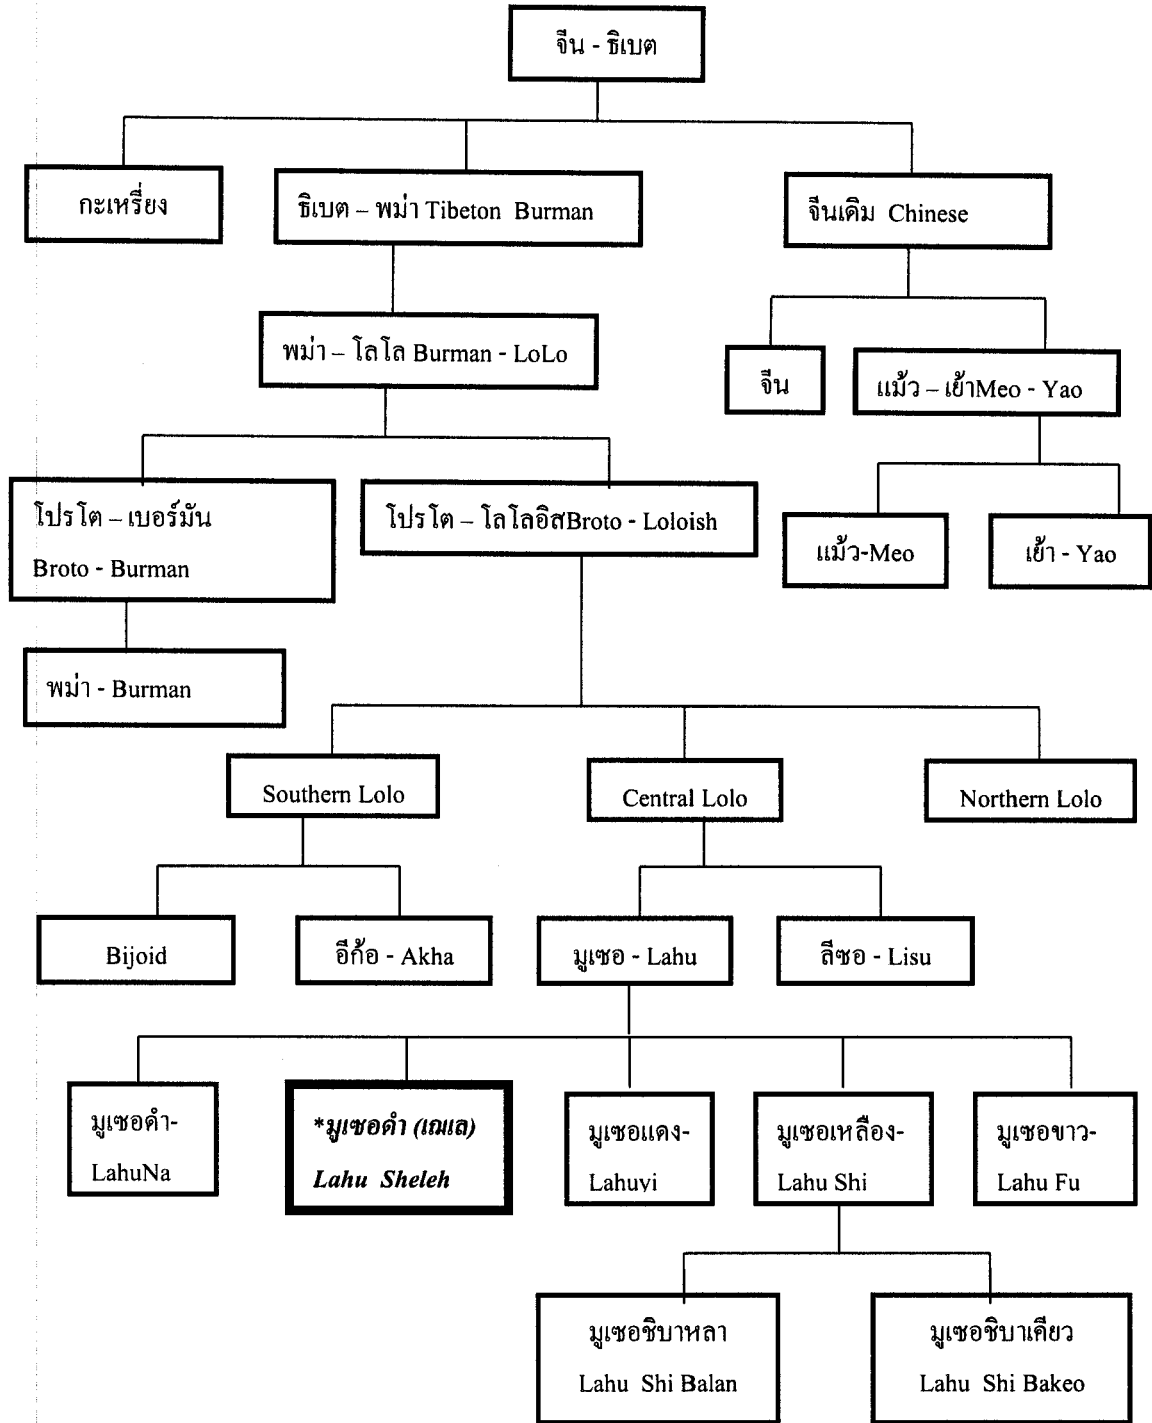 จีน - ธิเบต
กะเหรี่ยง
ธิเบต – พม่า Tibeton Burman
จีนเดิม Chinese
พม่า – โลโล Burman - LoLo
จีน
แม้ว – เย้าMeo - Yao
โปรโต – เบอร์มัน
Broto - Burman
โปรโต – โลโลอิสBroto - Loloish
แม้ว-Meo
เย้า - Yao
พม่า - Burman
Southern Lolo
Central Lolo
Northern Lolo
Bijoid
อีก้อ - Akha
มูเซอ - Lahu
ลีซอ - Lisu
มูเซอดำ-
LahuNa
*มูเซอดำ (เฌเล)
Lahu Sheleh
มูเซอแดง-
Lahuyi
มูเซอเหลือง-
Lahu Shi
มูเซอขาว-
Lahu Fu
มูเซอชิบาหลา
Lahu Shi Balan
มูเซอชิบาเคียว
Lahu Shi Bakeo